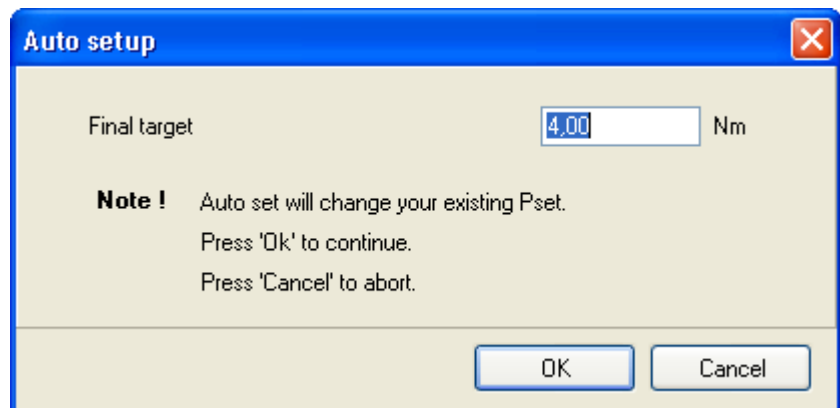 Auto setup
Final target 4,00 Nm
Note ! Auto set will change your existing Pset.
Press 'Ok' to continue.
Press 'Cancel' to abort.
OK Cancel